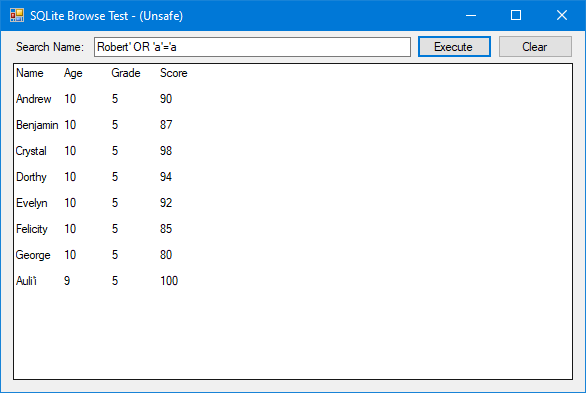 SQLite Browse Test - (Unsafe)
Search Name: Robert' OR 'a'='a Execute Clear
Name Age Grade Score
Andrew 10 5 90
Benjamin 10 5 87
Crystal 10 5 98
Dorthy 10 5 94
Evelyn 10 5 92
Felicity 10 5 85
George 10 5 80
Auli'i 9 5 100